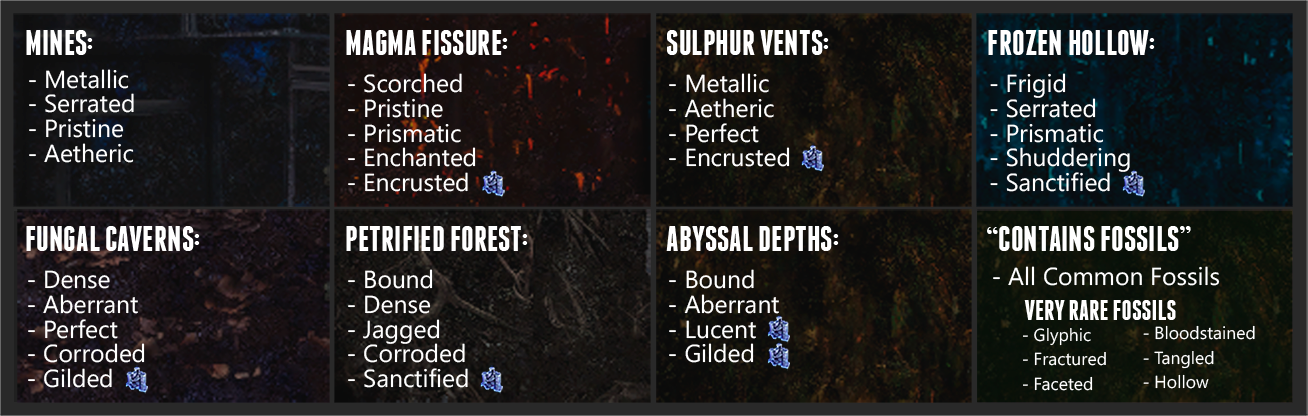 MINES:
- Metallic
- Serrated
- Pristine
- Aetheric
MAGMA FISSURE:
- Scorched
- Pristine
- Prismatic
- Enchanted
- Encrusted
SULPHUR VENTS:
- Metallic
- Aetheric
- Perfect
- Encrusted
FROZEN HOLLOW:
- Frigid
- Serrated
- Prismatic
- Shuddering
- Sanctified
FUNGAL CAVERNS:
- Dense
- Aberrant
- Perfect
- Corroded
- Gilded
PETRIFIED FOREST:
- Bound
- Dense
- Jagged
- Corroded
- Sanctified
ABYSSAL DEPTHS:
- Bound
- Aberrant
- Lucent
- Gilded
“CONTAINS FOSSILS”
- All Common Fossils
VERY RARE FOSSILS
- Glyphic
- Fractured
- Faceted
- Bloodstained
- Tangled
- Hollow